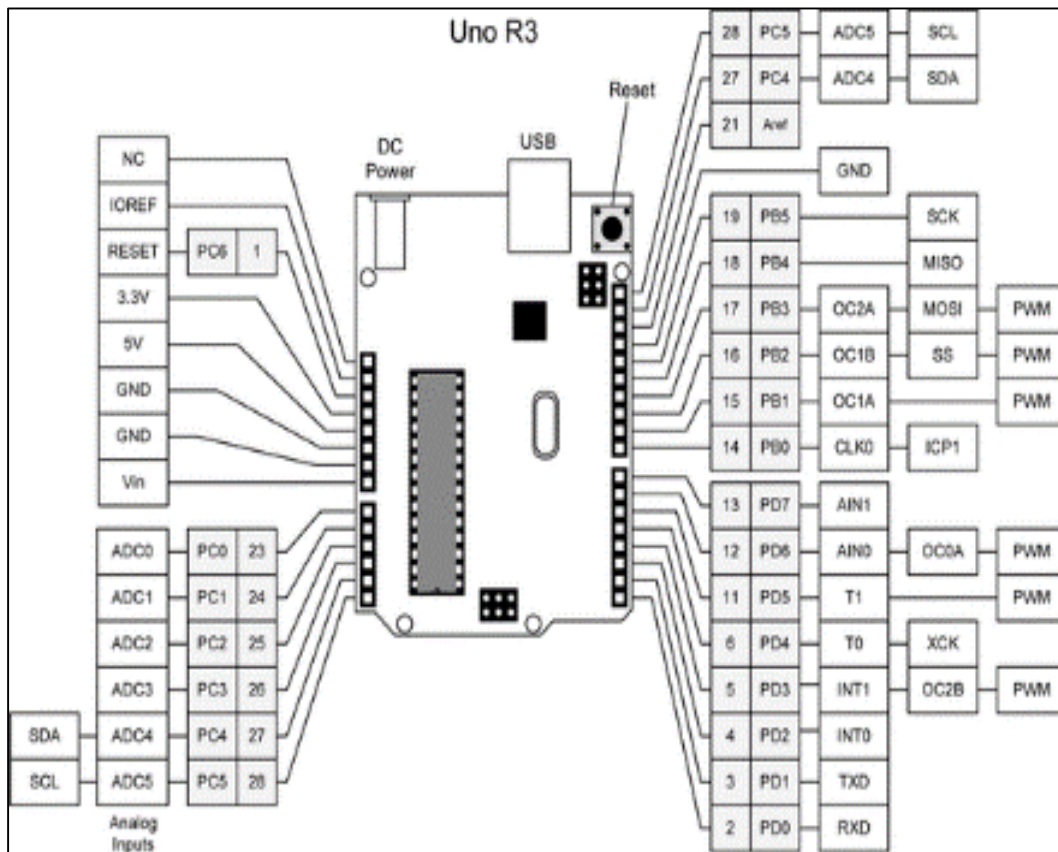 Uno R3
Reset
DC
Power
USB
NC
IOREF
RESET PC6 1
3.3V
5V
GND
GND
Vin
ADC0 PC0 23
ADC1 PC1 24
ADC2 PC2 25
ADC3 PC3 26
SDA ADC4 PC4 27
SCL ADC5 PC5 28
Analog
Inputs
28 PC5 ADC5 SCL
27 PC4 ADC4 SDA
21 Aref
GND
19 PB5 SCK
18 PB4 MISO
17 PB3 OC2A MOSI PWM
16 PB2 OC1B SS PWM
15 PB1 OC1A PWM
14 PB0 CLK0 ICP1
13 PD7 AIN1
12 PD6 AIN0 OC0A PWM
11 PD5 T1 PWM
6 PD4 T0 XCK
5 PD3 INT1 OC2B PWM
4 PD2 INT0
3 PD1 TXD
2 PD0 RXD